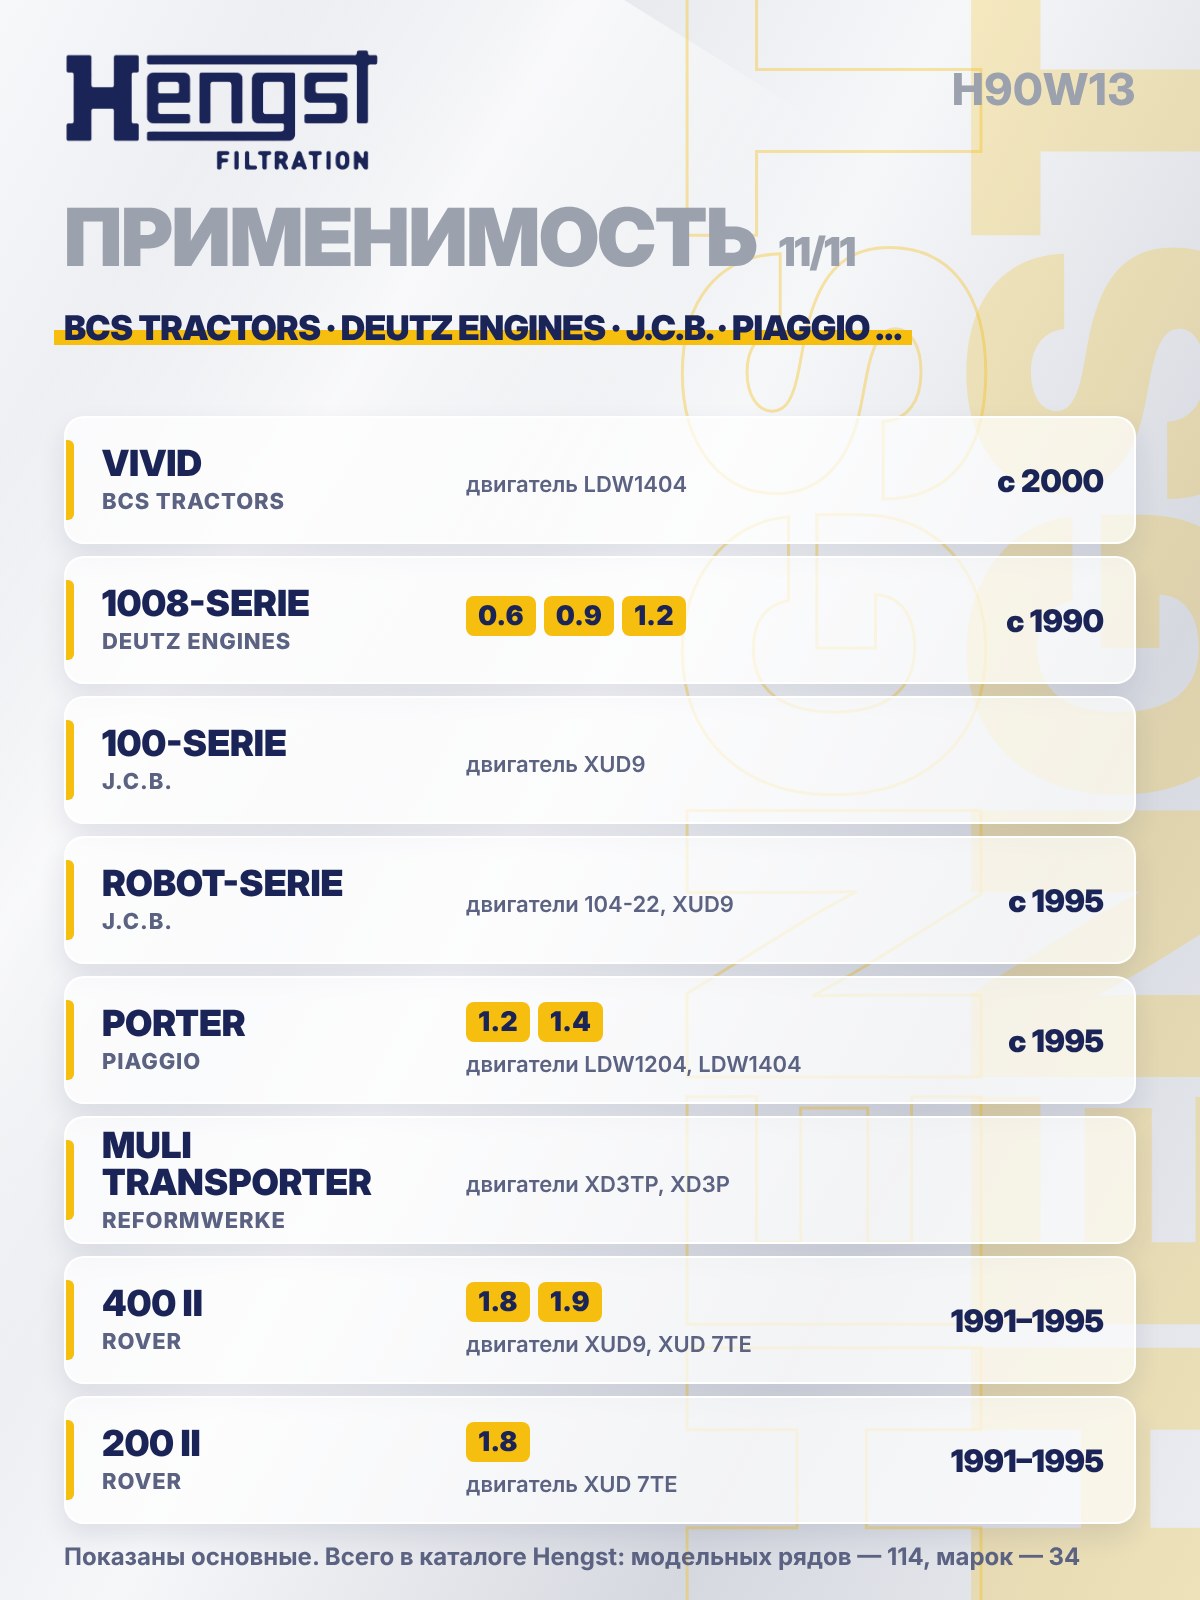 Hengst
FILTRATION
H90W13
ПРИМЕНИМОСТЬ 11/11
BCS TRACTORS · DEUTZ ENGINES · J.C.B. · PIAGGIO ...
VIVID
BCS TRACTORS
двигатель LDW1404
с 2000
1008-SERIE
DEUTZ ENGINES
0.6 0.9 1.2
с 1990
100-SERIE
J.C.B.
двигатель XUD9
ROBOT-SERIE
J.C.B.
двигатели 104-22, XUD9
с 1995
PORTER
PIAGGIO
1.2 1.4
двигатели LDW1204, LDW1404
с 1995
MULI
TRANSPORTER
REFORMWERKE
двигатели XD3TP, XD3P
400 II
ROVER
1.8 1.9
двигатели XUD9, XUD 7TE
1991–1995
200 II
ROVER
1.8
двигатель XUD 7TE
1991–1995
Показаны основные. Всего в каталоге Hengst: модельных рядов — 114, марок — 34
HENGST
HENGST